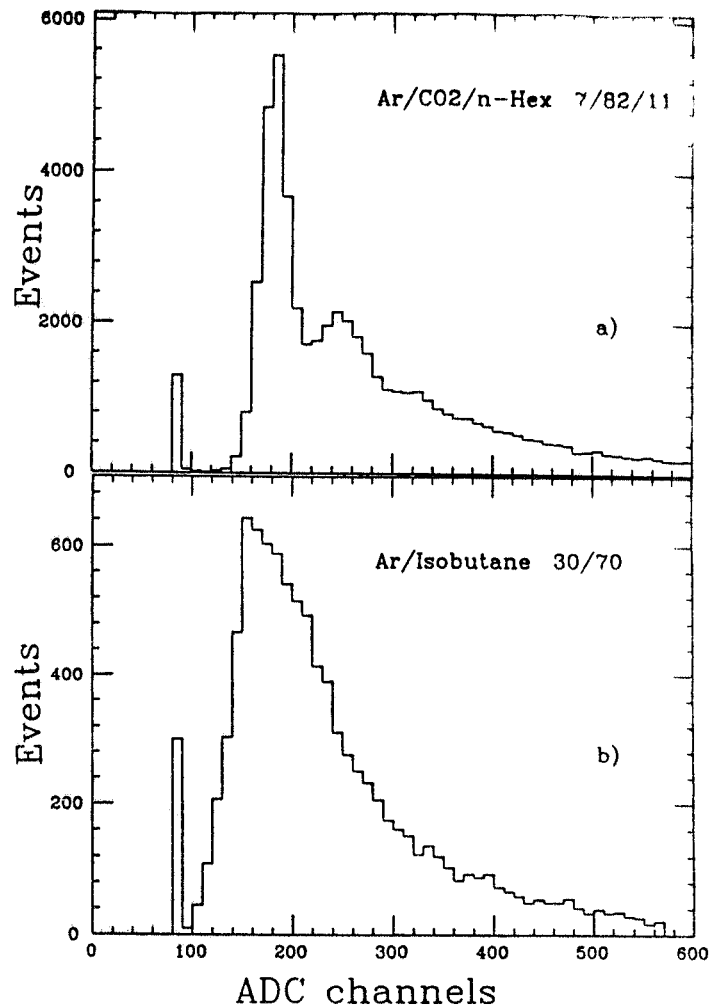 6000
Ar/CO2/n-Hex 7/82/11
4000
Events
2000
a)
0
600
Ar/Isobutane 30/70
400
Events
b)
200
0
0 100 200 300 400 500 600
ADC channels